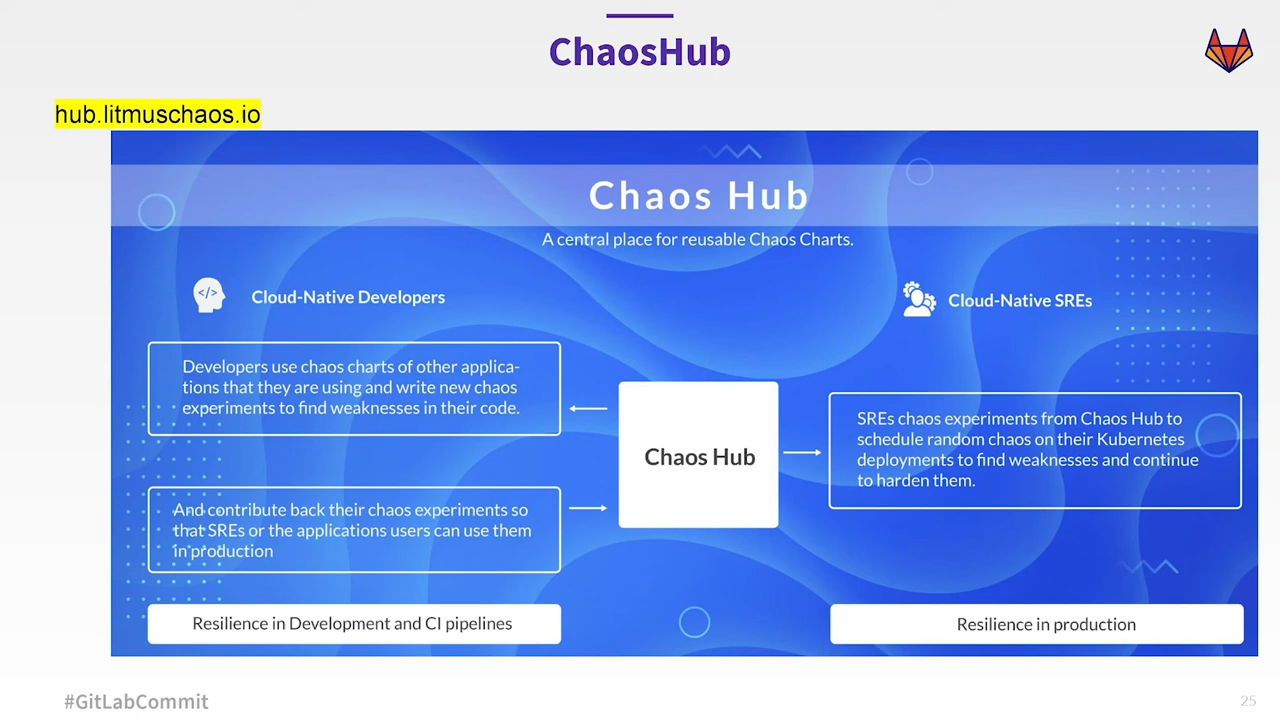 ChaosHub
hub.litmuschaos.io
Chaos Hub
A central place for reusable Chaos Charts.
</>
Cloud-Native Developers
Developers use chaos charts of other applica-
tions that they are using and write new chaos
experiments to find weaknesses in their code.
And contribute back their chaos experiments so
that SREs or the applications users can use them
in production
Resilience in Development and CI pipelines
Chaos Hub
Cloud-Native SREs
SREs chaos experiments from Chaos Hub to
schedule random chaos on their Kubernetes
deployments to find weaknesses and continue
to harden them.
Resilience in production
#GitLabCommit
25